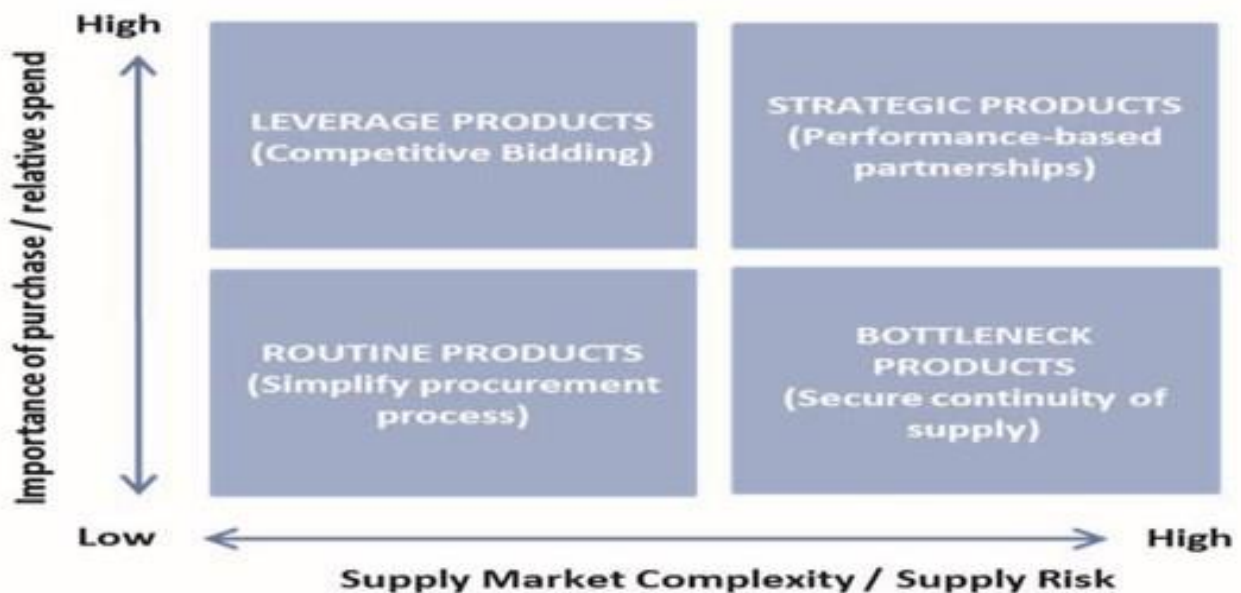 High
Importance of purchase / relative spend
LEVERAGE PRODUCTS
(Competitive Bidding)
STRATEGIC PRODUCTS
(Performance-based
partnerships)
ROUTINE PRODUCTS
(Simplify procurement
process)
BOTTLENECK
PRODUCTS
(Secure continuity of
supply)
Low
High
Supply Market Complexity / Supply Risk